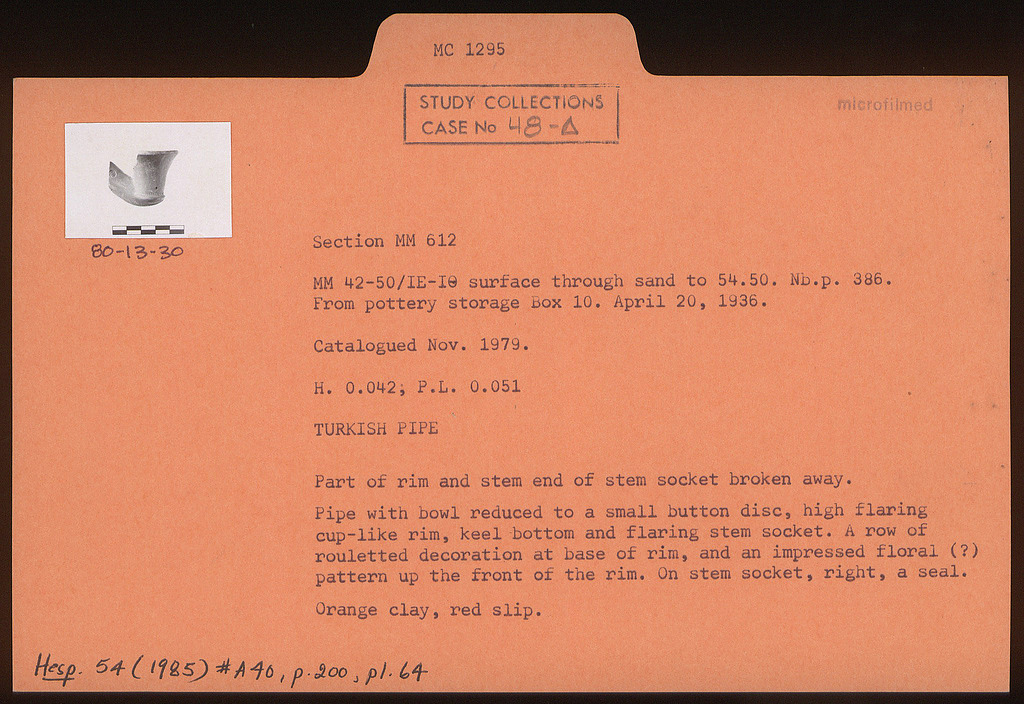 MC 1295
STUDY COLLECTIONS
CASE No 48-Δ
microfilmed
80-13-30
Section MM 612
MM 42-50/ΙΕ-ΙΘ surface through sand to 54.50. Nb.p. 386.
From pottery storage Box 10. April 20, 1936.
Catalogued Nov. 1979.
H. 0.042; P.L. 0.051
TURKISH PIPE
Part of rim and stem end of stem socket broken away.
Pipe with bowl reduced to a small button disc, high flaring
cup-like rim, keel bottom and flaring stem socket. A row of
rouletted decoration at base of rim, and an impressed floral (?)
pattern up the front of the rim. On stem socket, right, a seal.
Orange clay, red slip.
Hesp. 54 (1985) #A40, p.200, pl.64